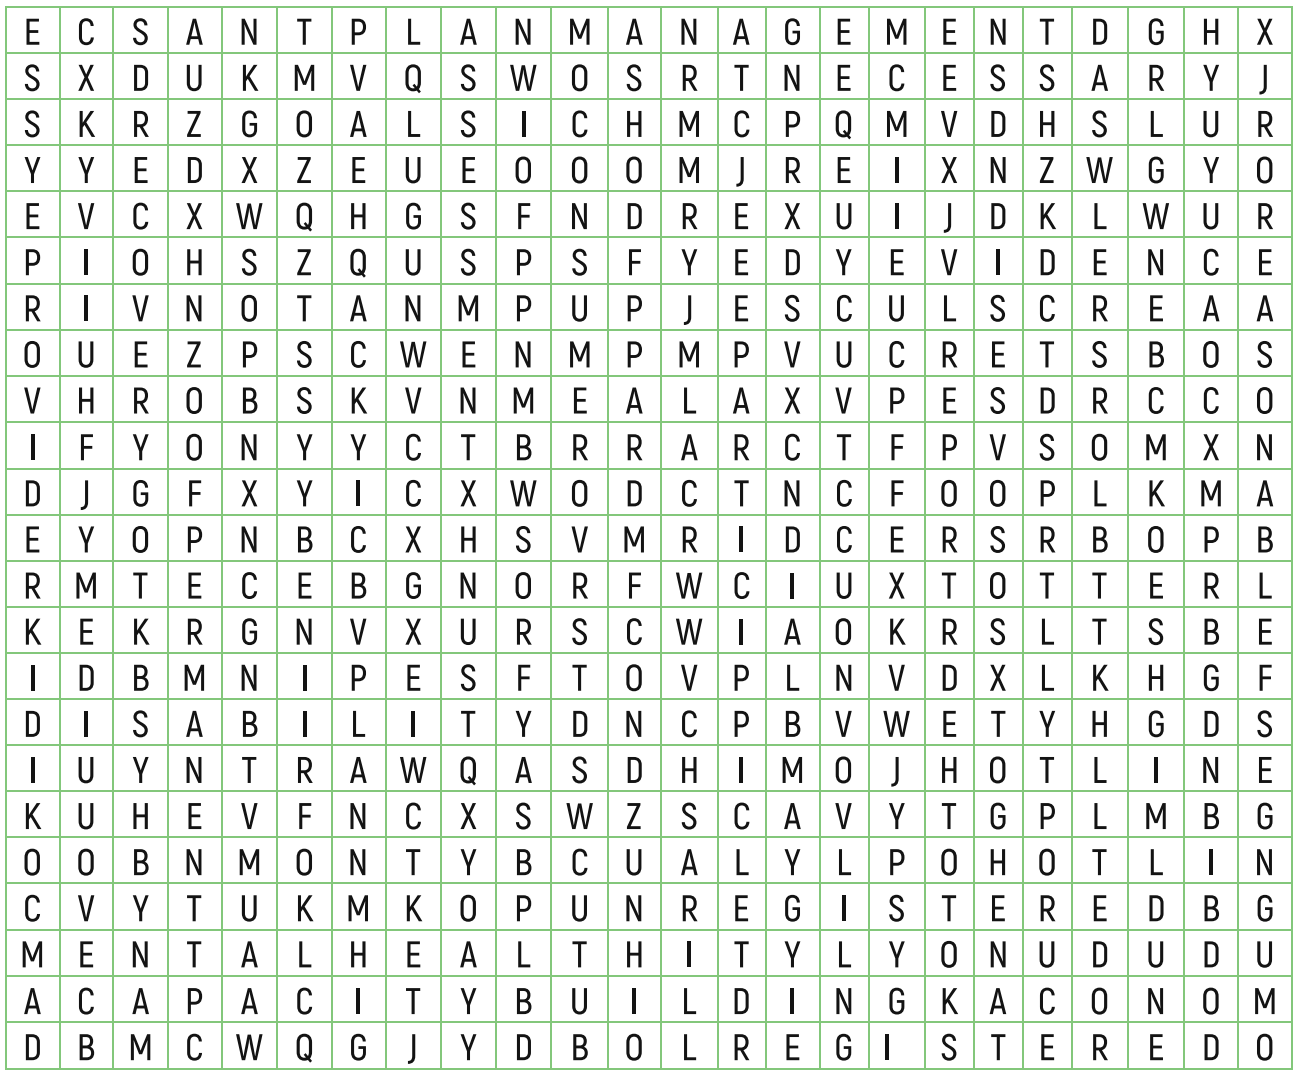 E C S A N T P L A N M A N A G E M E N T D G H X
S X D U K M V Q S W O S R T N E C E S S A R Y J
S K R Z G O A L S I C H M C P Q M V D H S L U R
Y Y E D X Z E U E O O O M J R E I X N Z W G Y O
E V C X W Q H G S F N D R E X U I J D K L W U R
P I O H S Z Q U S P S F Y E D Y E V I D E N C E
R I V N O T A N M P U P J E S C U L S C R E A A
O U E Z P S C W E N M P M P V U C R E T S B O S
V H R O B S K V N M E A L A X V P E S D R C C O
I F Y O N Y Y C T B R R A R C T F P V S O M X N
D J G F X Y I C X W O D C T N C F O O P L K M A
E Y O P N B C X H S V M R I D C E R S R B O P B
R M T E C E B G N O R F W C I U X T O T T E R L
K E K R G N V X U R S C W I A O K R S L T S B E
I D B M N I P E S F T O V P L N V D X L K H G F
D I S A B I L I T Y D N C P B V W E T Y H G D S
I U Y N T R A W Q A S D H I M O J H O T L I N E
K U H E V F N C X S W Z S C A V Y T G P L M B G
O O B N M O N T Y B C U A L Y L P O H O T L I N
C V Y T U K M K O P U N R E G I S T E R E D B G
M E N T A L H E A L T H I T Y L Y O N U D U D U
A C A P A C I T Y B U I L D I N G K A C O N O M
D B M C W Q G J Y D B O L R E G I S T E R E D O